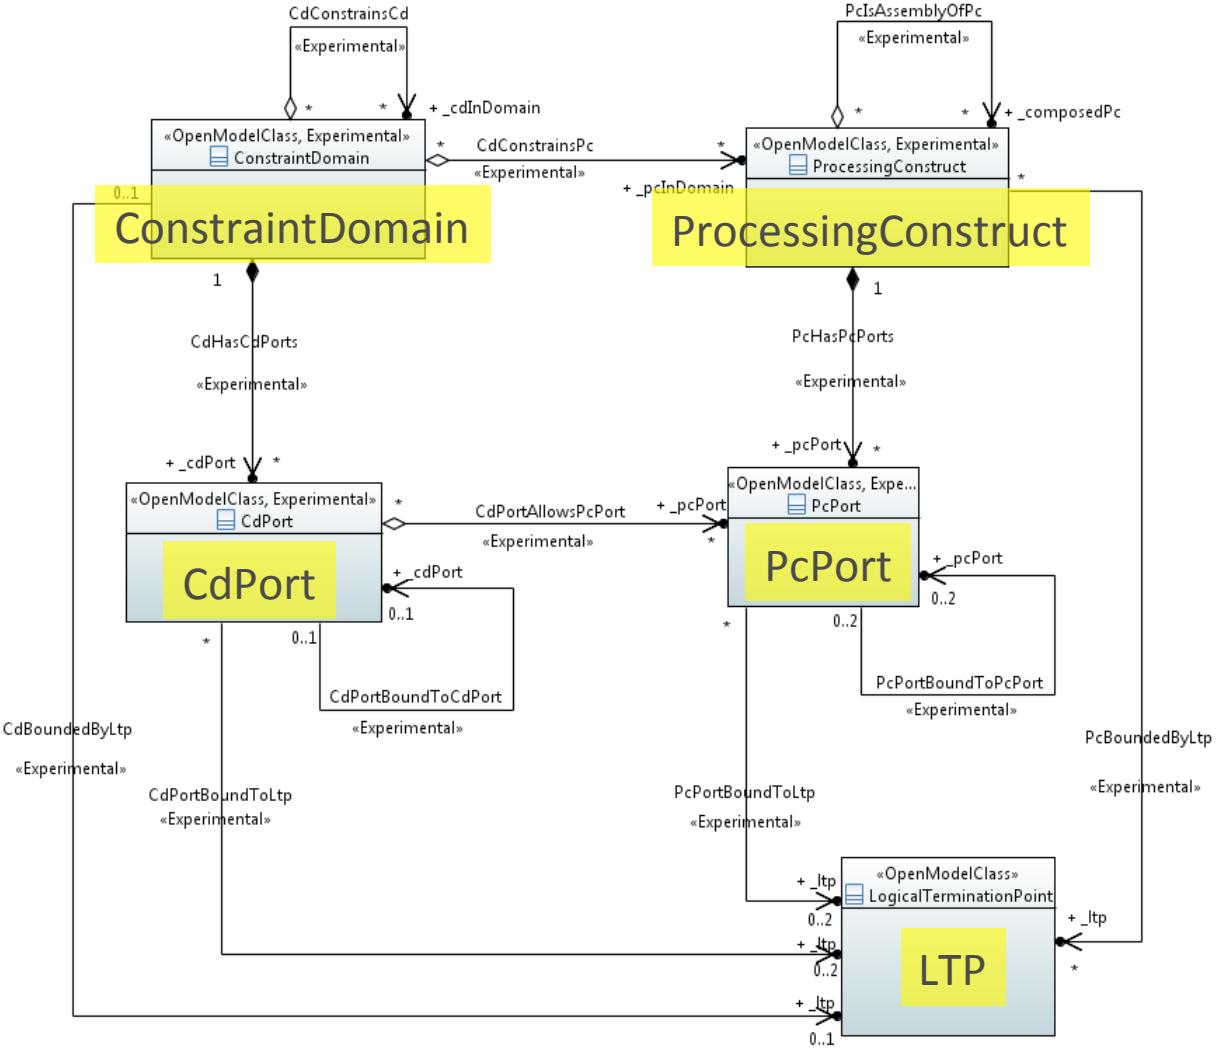 CdConstrainsCd
«Experimental»
* *
+ _cdInDomain
PcIsAssemblyOfPc
«Experimental»
* *
+ _composedPc
«OpenModelClass, Experimental»
ConstraintDomain
0..1
ConstraintDomain
*
CdConstrainsPc
*
«Experimental»
+ _pcInDomain
«OpenModelClass, Experimental»
ProcessingConstruct
*
ProcessingConstruct
1
CdHasCdPorts
«Experimental»
+ _cdPort *
1
PcHasPcPorts
«Experimental»
+ _pcPort *
«OpenModelClass, Experimental»
CdPort
CdPort
*
CdPortAllowsPcPort
«Experimental»
+ _pcPort
*
«OpenModelClass, Expe...
PcPort
PcPort
+ _cdPort
0..1
0..1
CdPortBoundToCdPort
«Experimental»
+ _pcPort
0..2
0..2
PcPortBoundToPcPort
«Experimental»
*
*
CdBoundedByLtp
«Experimental»
CdPortBoundToLtp
«Experimental»
PcPortBoundToLtp
«Experimental»
PcBoundedByLtp
«Experimental»
+ _ltp
0..2
+ _ltp
0..2
+ _ltp
0..1
«OpenModelClass»
LogicalTerminationPoint
LTP
+ _ltp
*